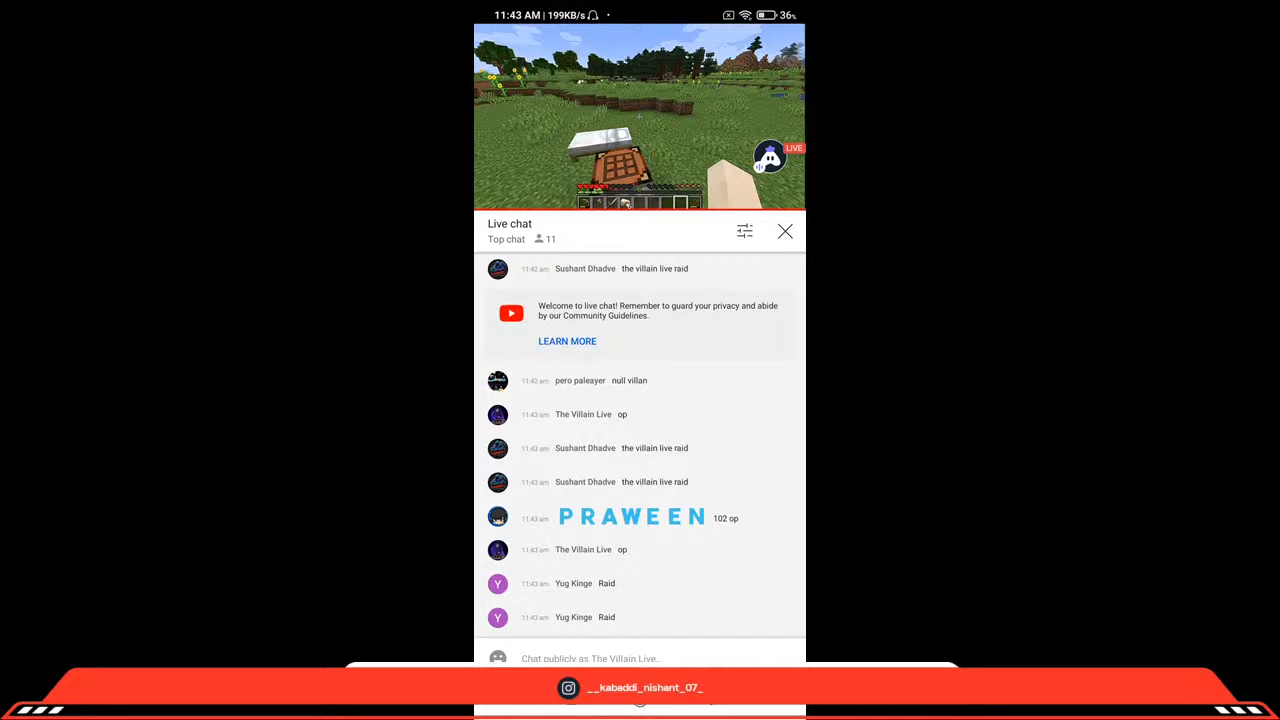 11:43 AM | 199KB/s
36%
LIVE
Live chat
Top chat 11
11:42 am Sushant Dhadve the villain live raid
Welcome to live chat! Remember to guard your privacy and abide
by our Community Guidelines.
LEARN MORE
11:42 am pero paleayer null villan
11:43 am The Villain Live op
11:43 am Sushant Dhadve the villain live raid
11:43 am Sushant Dhadve the villain live raid
11:43 am PRAWEEN 102 op
11:43 am The Villain Live op
Y 11:43 am Yug Kinge Raid
Y 11:43 am Yug Kinge Raid
Chat publicly as The Villain Live...
__kabaddi_nishant_07_